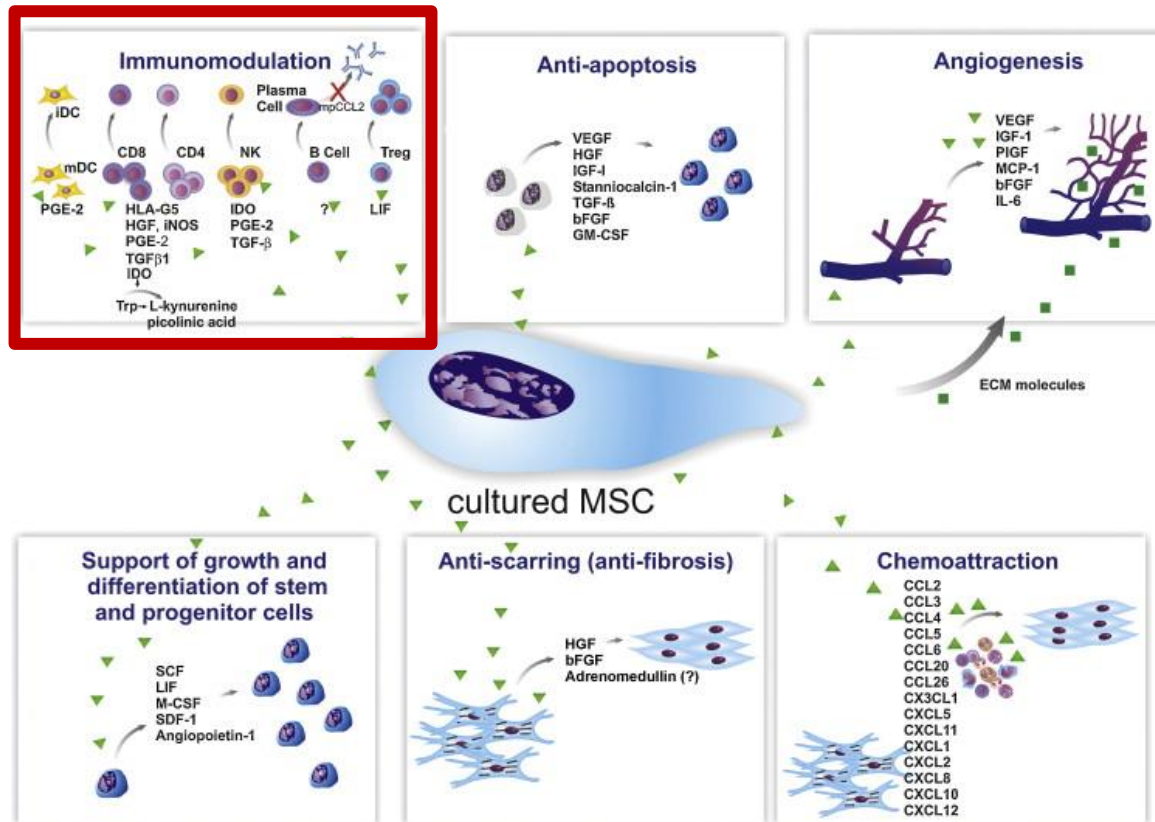 Immunomodulation
Plasma
Cell
mpCCL2
iDC
mDC
CD8
CD4
NK
B Cell
Treg
PGE-2
HLA-G5
HGF, iNOS
PGE-2
TGFβ1
IDO
Trp
L-kynurenine
picolinic acid
IDO
PGE-2
TGF-β
?
LIF
Anti-apoptosis
VEGF
HGF
IGF-I
Stanniocalcin-1
TGF-ß
bFGF
GM-CSF
Angiogenesis
VEGF
IGF-1
PIGF
MCP-1
bFGF
IL-6
ECM molecules
cultured MSC
Support of growth and
differentiation of stem
and progenitor cells
SCF
LIF
M-CSF
SDF-1
Angiopoietin-1
Anti-scarring (anti-fibrosis)
HGF
bFGF
Adrenomedullin (?)
Chemoattraction
CCL2
CCL3
CCL4
CCL5
CCL6
CCL20
CCL26
CX3CL1
CXCL5
CXCL11
CXCL1
CXCL2
CXCL8
CXCL10
CXCL12